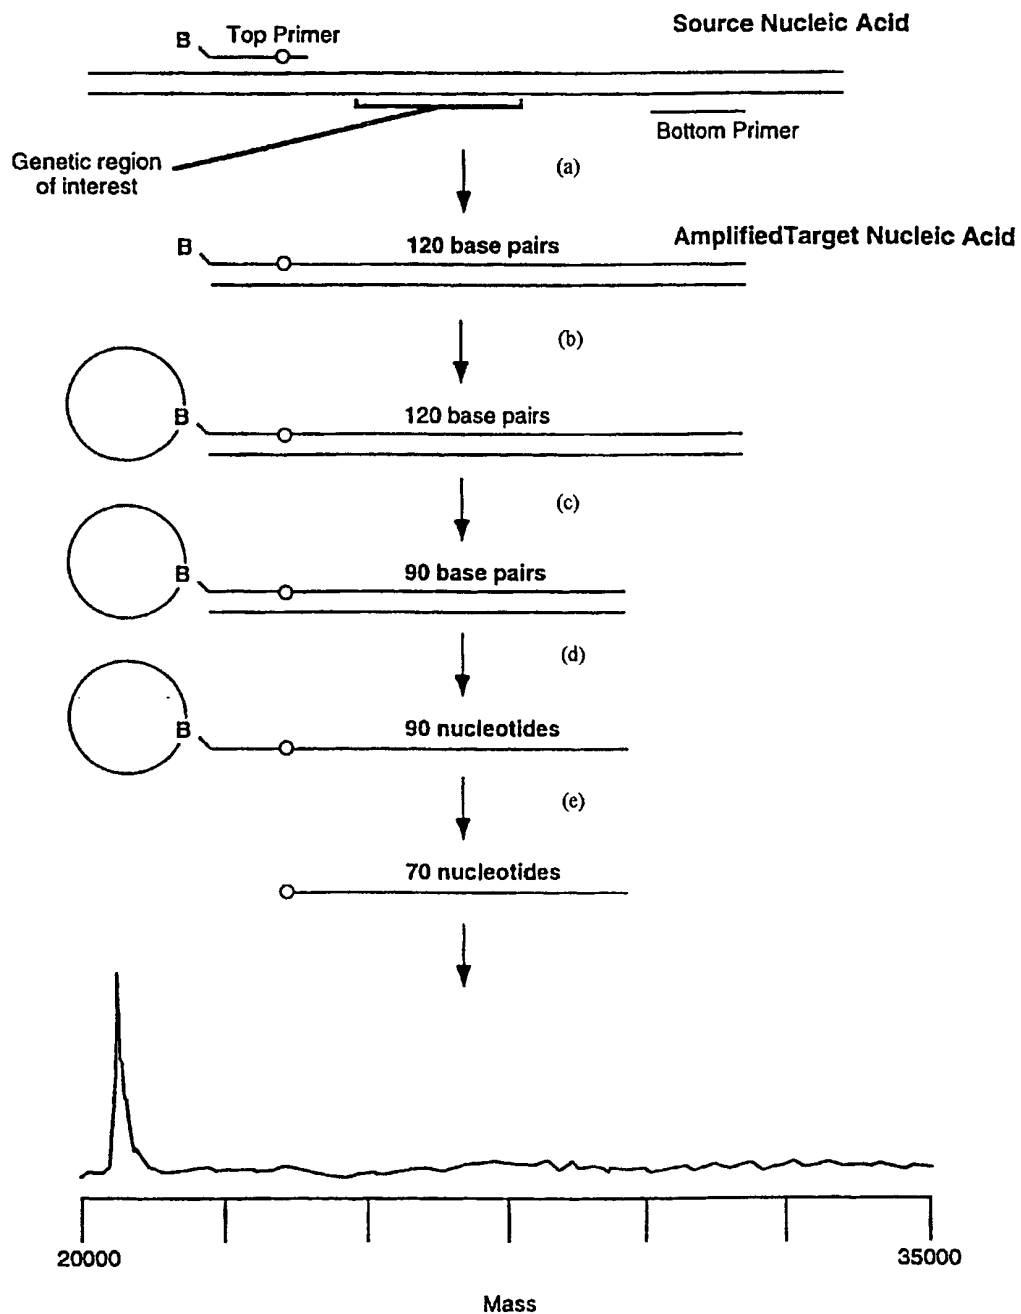 Source Nucleic Acid
B
Top Primer
Bottom Primer
Genetic region
of interest
(a)
B
120 base pairs
AmplifiedTarget Nucleic Acid
(b)
B
120 base pairs
(c)
B
90 base pairs
(d)
B
90 nucleotides
(e)
70 nucleotides
20000
35000
Mass